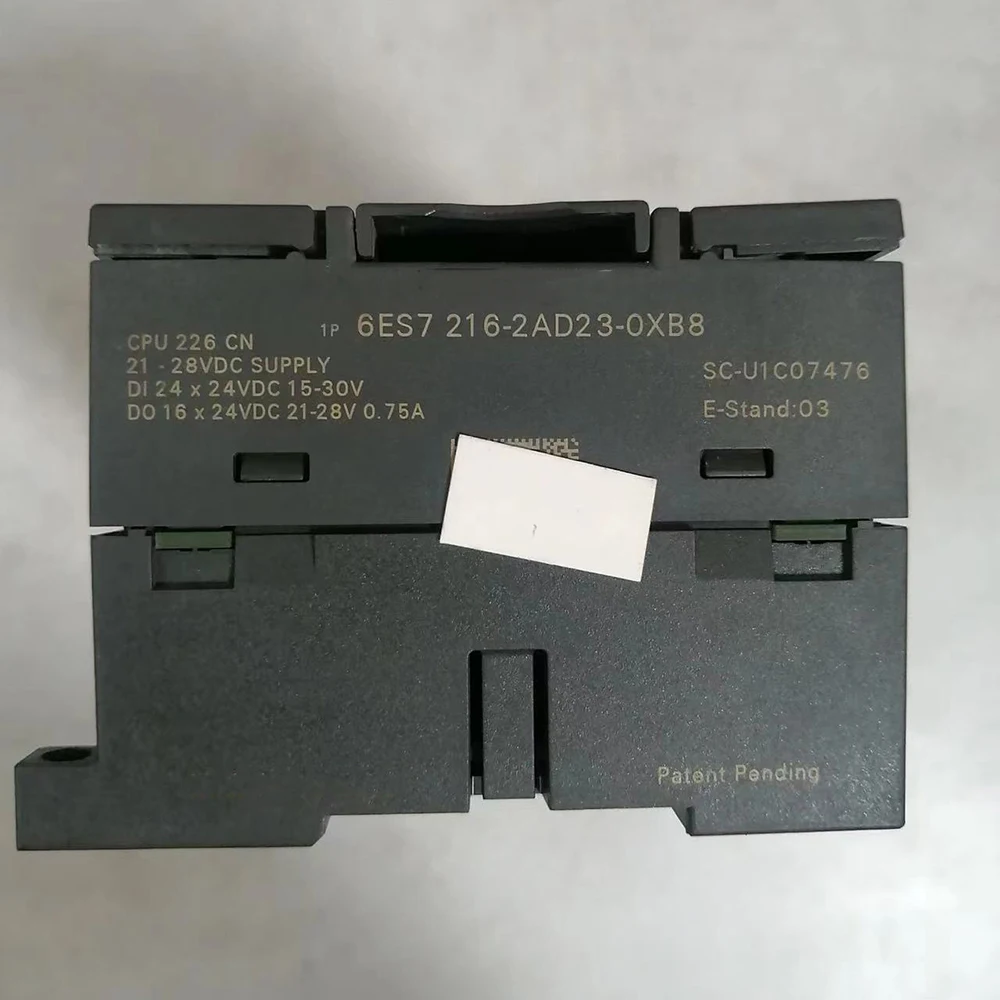 1P 6ES7 216-2AD23-0XB8
CPU 226 CN
21 - 28VDC SUPPLY
DI 24 x 24VDC 15-30V
DO 16 x 24VDC 21-28V 0.75A
SC-U1C07476
E-Stand:03
Patent Pending